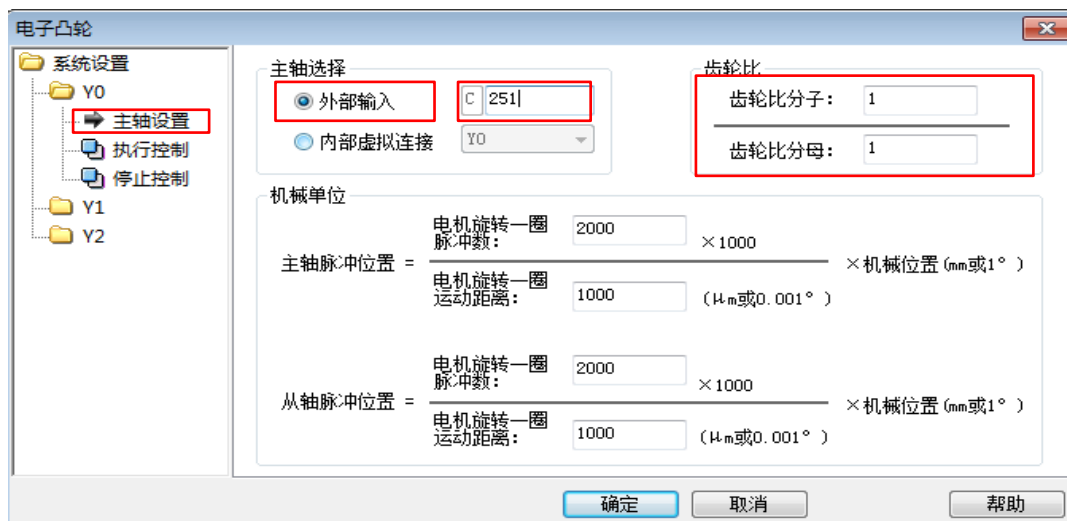 电子凸轮
系统设置
Y0
主轴设置
执行控制
停止控制
Y1
Y2
主轴选择
外部输入 C 251
内部虚拟连接 Y0
齿轮比
齿轮比分子: 1
齿轮比分母: 1
机械单位
主轴脉冲位置 =
电机旋转一圈
脉冲数: 2000 ×1000
电机旋转一圈
运动距离: 1000 (μm或0.001°)
×机械位置(mm或1°)
从轴脉冲位置 =
电机旋转一圈
脉冲数: 2000 ×1000
电机旋转一圈
运动距离: 1000 (μm或0.001°)
×机械位置(mm或1°)
确定 取消 帮助